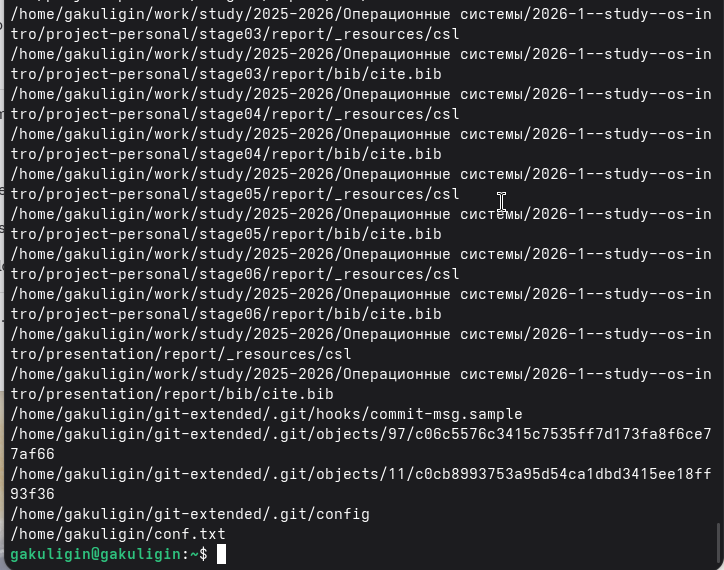 /home/gakuligin/work/study/2025-2026/Операционные системы/2026-1--study--os-in
tro/project-personal/stage03/report/_resources/csl
/home/gakuligin/work/study/2025-2026/Операционные системы/2026-1--study--os-in
tro/project-personal/stage03/report/bib/cite.bib
/home/gakuligin/work/study/2025-2026/Операционные системы/2026-1--study--os-in
tro/project-personal/stage04/report/_resources/csl
/home/gakuligin/work/study/2025-2026/Операционные системы/2026-1--study--os-in
tro/project-personal/stage04/report/bib/cite.bib
/home/gakuligin/work/study/2025-2026/Операционные системы/2026-1--study--os-in
tro/project-personal/stage05/report/_resources/csl
/home/gakuligin/work/study/2025-2026/Операционные системы/2026-1--study--os-in
tro/project-personal/stage05/report/bib/cite.bib
/home/gakuligin/work/study/2025-2026/Операционные системы/2026-1--study--os-in
tro/project-personal/stage06/report/_resources/csl
/home/gakuligin/work/study/2025-2026/Операционные системы/2026-1--study--os-in
tro/project-personal/stage06/report/bib/cite.bib
/home/gakuligin/work/study/2025-2026/Операционные системы/2026-1--study--os-in
tro/presentation/report/_resources/csl
/home/gakuligin/work/study/2025-2026/Операционные системы/2026-1--study--os-in
tro/presentation/report/bib/cite.bib
/home/gakuligin/git-extended/.git/hooks/commit-msg.sample
/home/gakuligin/git-extended/.git/objects/97/c06c5576c3415c7535ff7d173fa8f6ce7
7af66
/home/gakuligin/git-extended/.git/objects/11/c0cb8993753a95d54ca1dbd3415ee18ff
93f36
/home/gakuligin/git-extended/.git/config
/home/gakuligin/conf.txt
gakuligin@gakuligin:~$